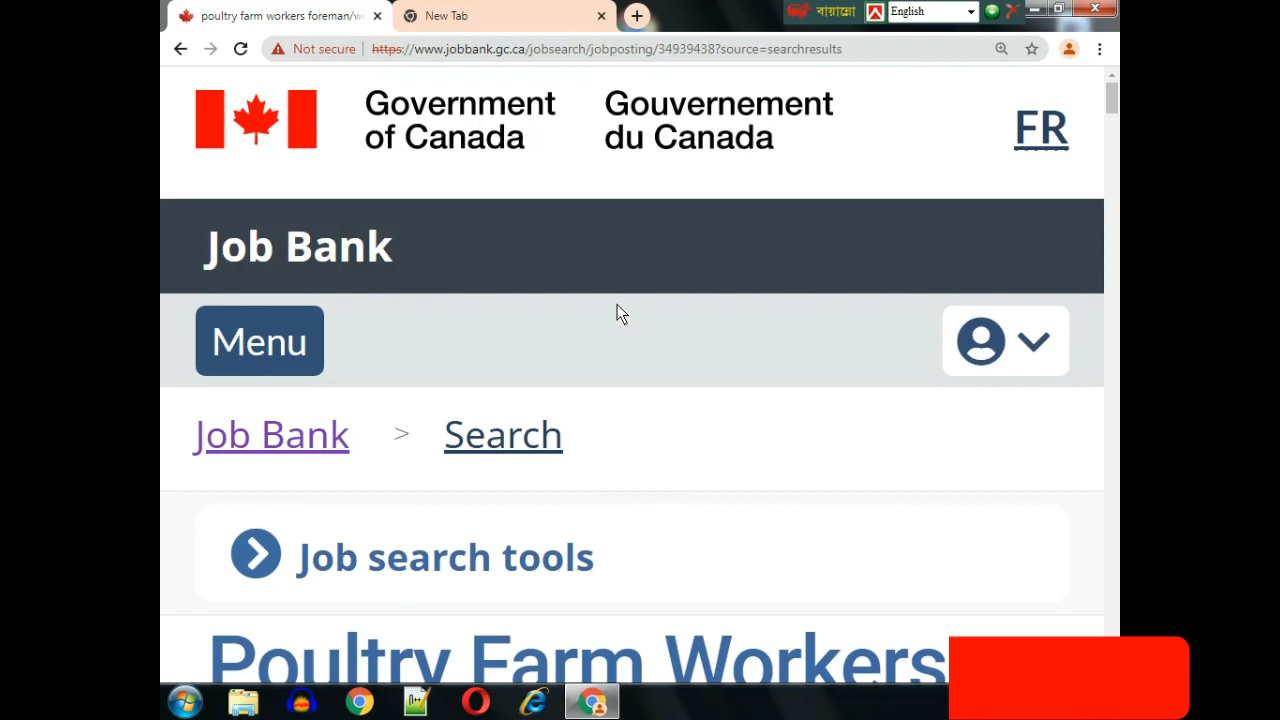 poultry farm workers foreman/w
New Tab
বায়ান্নো
English
Not secure
https://www.jobbank.gc.ca/jobsearch/jobposting/34939438?source=searchresults
Government of Canada
Gouvernement du Canada
FR
Job Bank
Menu
Job Bank > Search
Job search tools
Poultry Farm Workers